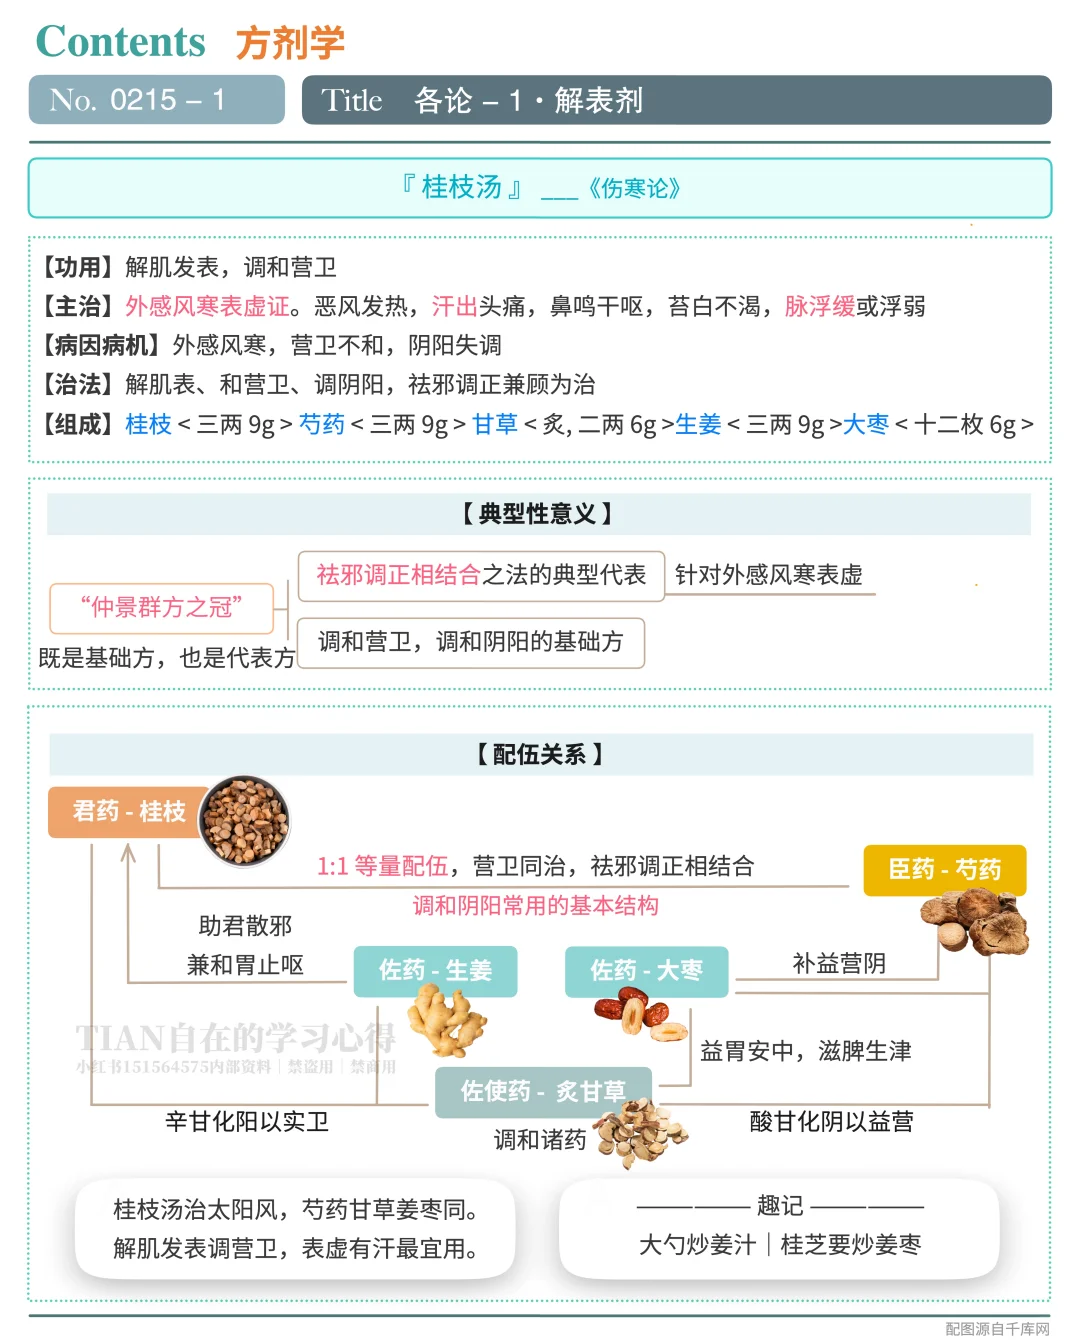 Contents 方剂学
No. 0215 – 1
Title 各论 – 1 · 解表剂
『 桂枝汤 』 ___《伤寒论》
【功用】解肌发表，调和营卫
【主治】外感风寒表虚证。恶风发热，汗出头痛，鼻鸣干呕，苔白不渴，脉浮缓或浮弱
【病因病机】外感风寒，营卫不和，阴阳失调
【治法】解肌表、和营卫、调阴阳，祛邪调正兼顾为治
【组成】桂枝 < 三两 9g > 芍药 < 三两 9g > 甘草 < 炙, 二两 6g >生姜 < 三两 9g >大枣 < 十二枚 6g >
【 典型性意义 】
祛邪调正相结合之法的典型代表 针对外感风寒表虚
“仲景群方之冠”
调和营卫，调和阴阳的基础方
既是基础方，也是代表方
【 配伍关系 】
君药 - 桂枝
1:1 等量配伍，营卫同治，祛邪调正相结合
臣药 - 芍药
调和阴阳常用的基本结构
助君散邪
兼和胃止呕
佐药 - 生姜
佐药 - 大枣
补益营阴
TIAN自在的学习心得
小红书151564575内部资料｜禁盗用｜禁商用
益胃安中，滋脾生津
佐使药 - 炙甘草
辛甘化阳以实卫
调和诸药
酸甘化阴以益营
桂枝汤治太阳风，芍药甘草姜枣同。
解肌发表调营卫，表虚有汗最宜用。
———— 趣记 ————
大勺炒姜汁｜桂芝要炒姜枣
配图源自千库网